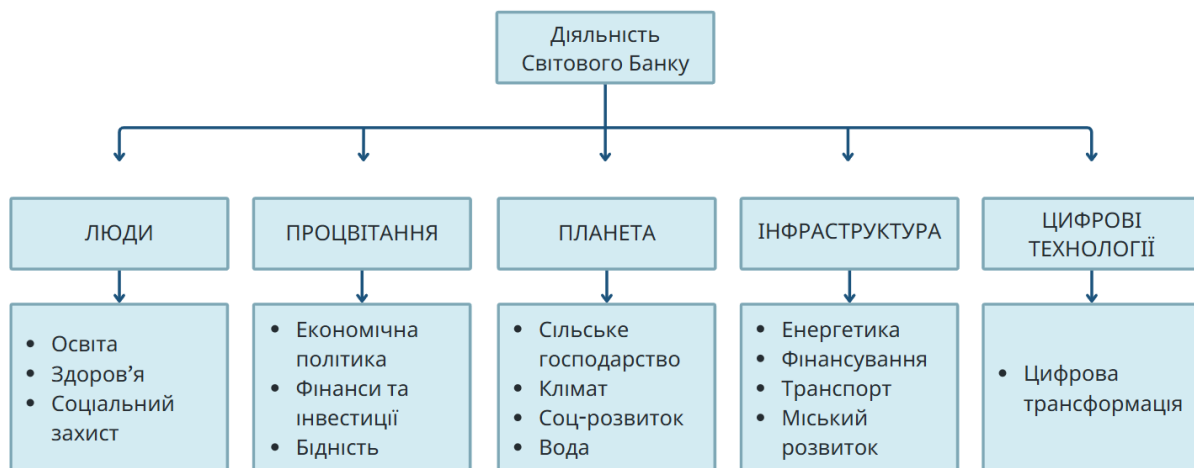 Діяльність
Світового Банку
ЛЮДИ
ПРОЦВІТАННЯ
ПЛАНЕТА
ІНФРАСТРУКТУРА
ЦИФРОВІ
ТЕХНОЛОГІЇ
• Освіта
• Здоров’я
• Соціальний
захист
• Економічна
політика
• Фінанси та
інвестиції
• Бідність
• Сільське
господарство
• Клімат
• Соц-розвиток
• Вода
• Енергетика
• Фінансування
• Транспорт
• Міський
розвиток
• Цифрова
трансформація